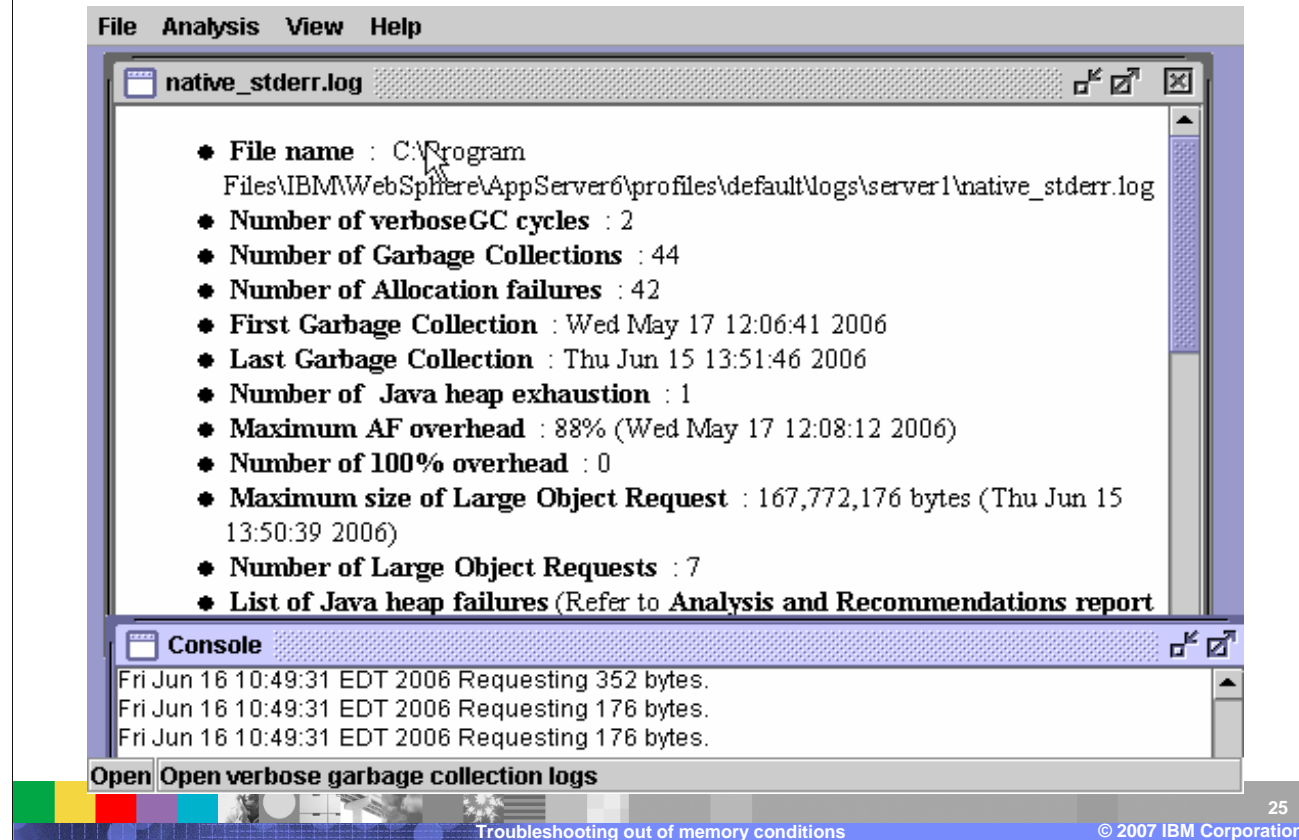 File Analysis View Help
native_stderr.log
File name : C:\Program
Files\IBM\WebSphere\AppServer6\profiles\default\logs\server1\native_stderr.log
Number of verboseGC cycles : 2
Number of Garbage Collections : 44
Number of Allocation failures : 42
First Garbage Collection : Wed May 17 12:06:41 2006
Last Garbage Collection : Thu Jun 15 13:51:46 2006
Number of Java heap exhaustion : 1
Maximum AF overhead : 88% (Wed May 17 12:08:12 2006)
Number of 100% overhead : 0
Maximum size of Large Object Request : 167,772,176 bytes (Thu Jun 15
13:50:39 2006)
Number of Large Object Requests : 7
List of Java heap failures (Refer to Analysis and Recommendations report
Console
Fri Jun 16 10:49:31 EDT 2006 Requesting 352 bytes.
Fri Jun 16 10:49:31 EDT 2006 Requesting 176 bytes.
Fri Jun 16 10:49:31 EDT 2006 Requesting 176 bytes.
Open Open verbose garbage collection logs
25
Troubleshooting out of memory conditions
© 2007 IBM Corporation